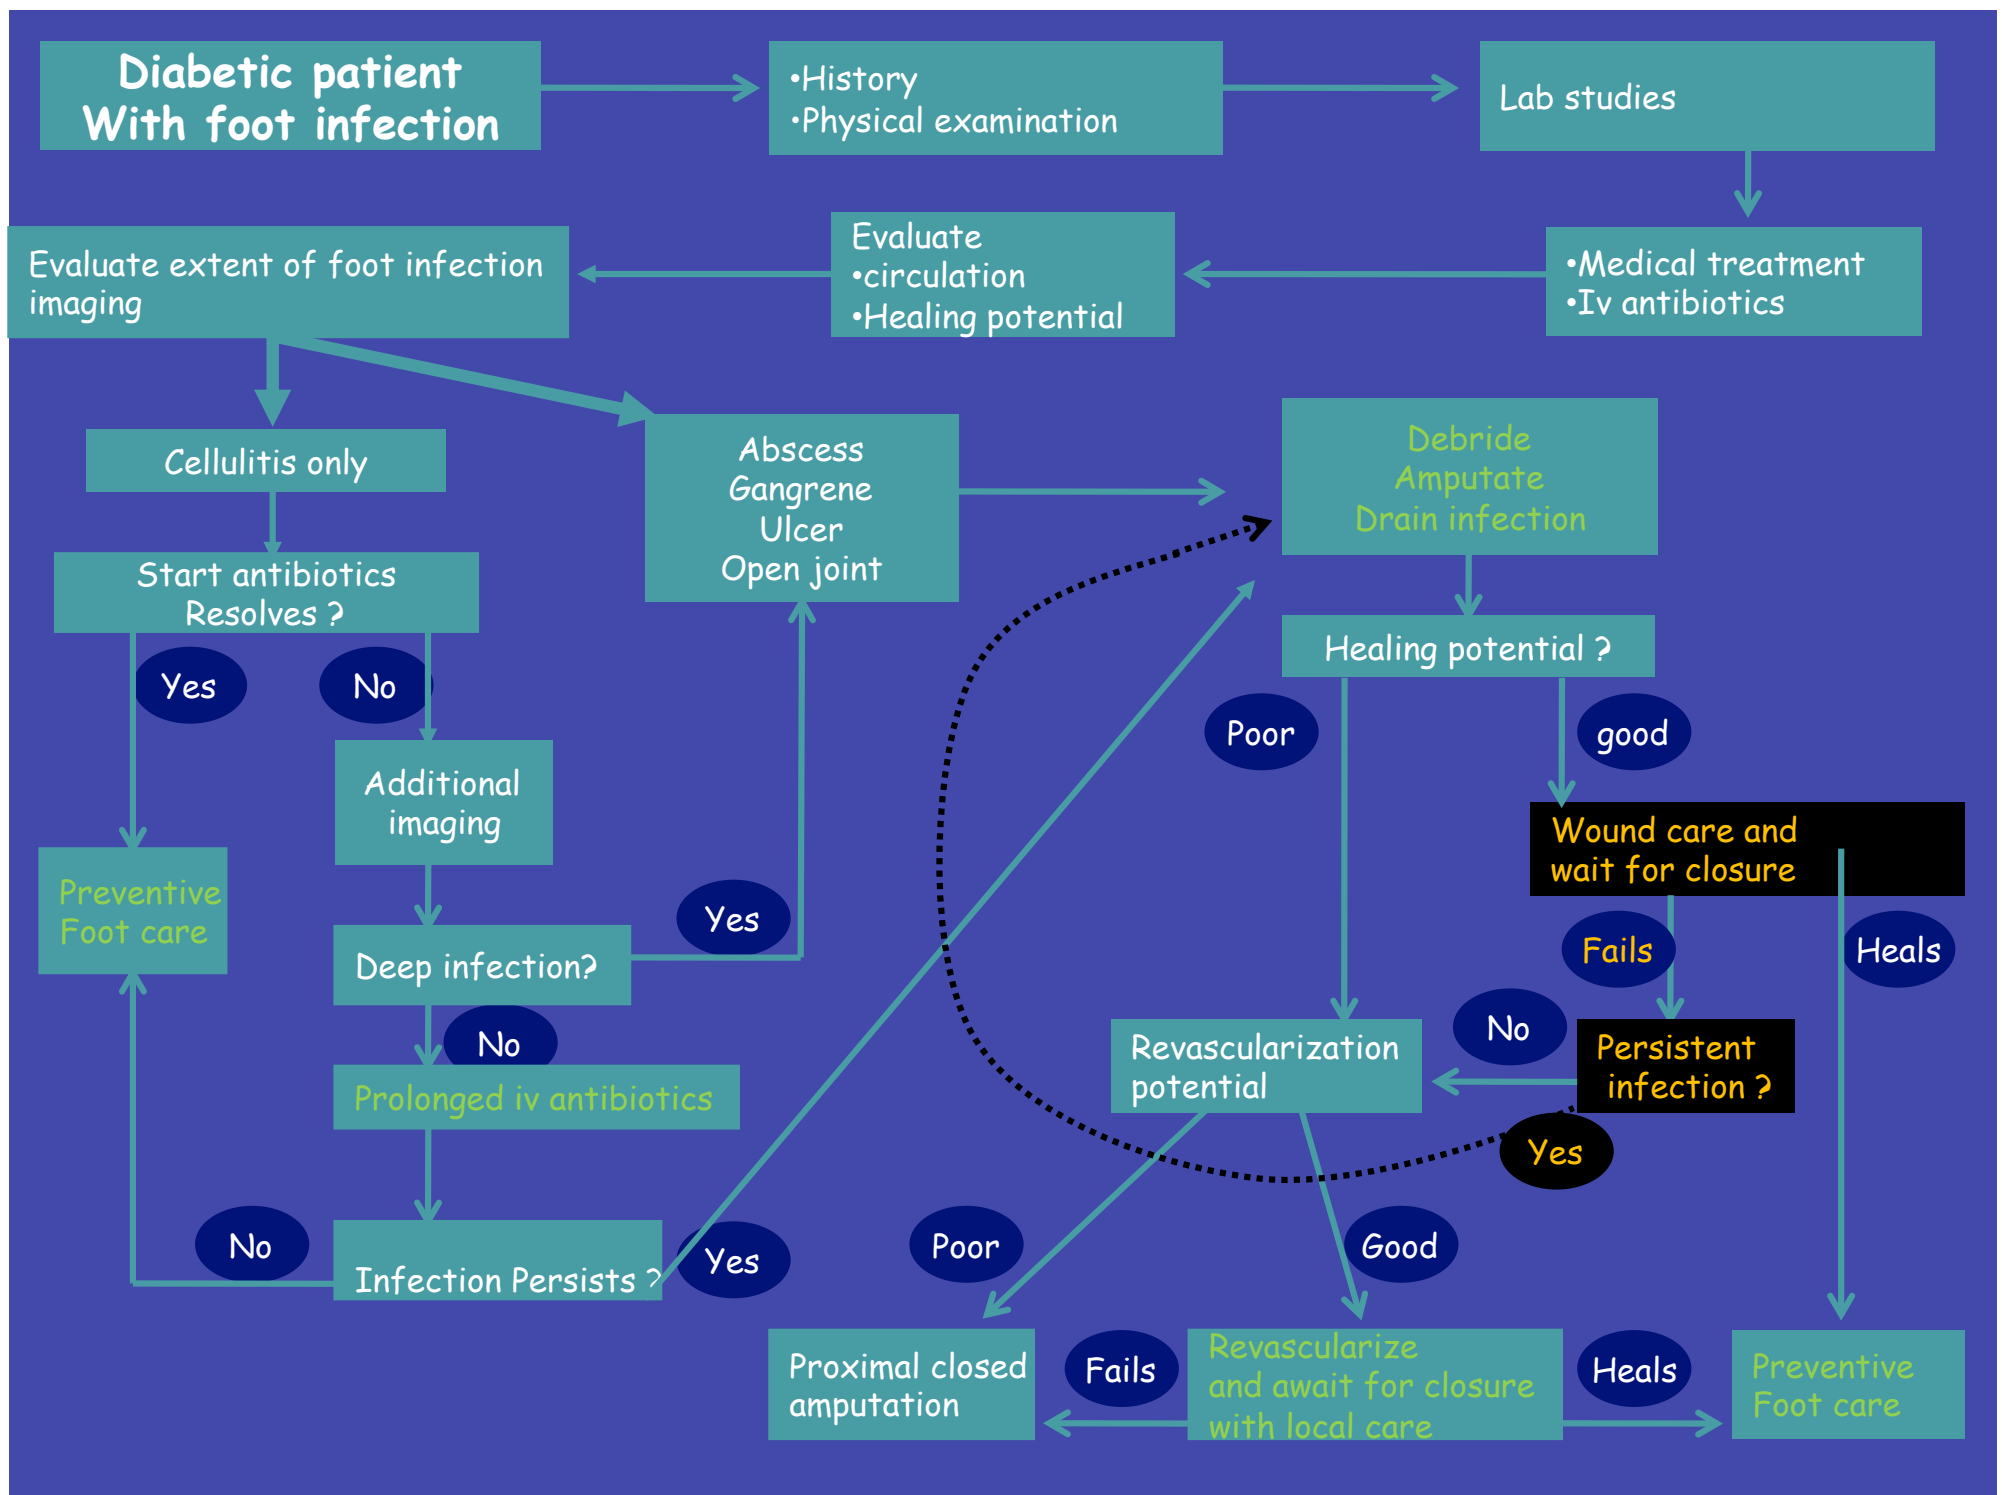 Diabetic patient
With foot infection
•History
•Physical examination
Lab studies
Evaluate extent of foot infection
imaging
Evaluate
•circulation
•Healing potential
•Medical treatment
•Iv antibiotics
Cellulitis only
Abscess
Gangrene
Ulcer
Open joint
Debride
Amputate
Drain infection
Start antibiotics
Resolves ?
Healing potential ?
Yes
No
Poor
good
Additional
imaging
Wound care and
wait for closure
Preventive
Foot care
Deep infection?
Yes
Fails
Heals
No
Prolonged iv antibiotics
Revascularization
potential
No
Persistent
infection ?
Yes
No
Infection Persists ?
Yes
Poor
Good
Proximal closed
amputation
Fails
Revascularize
and await for closure
with local care
Heals
Preventive
Foot care